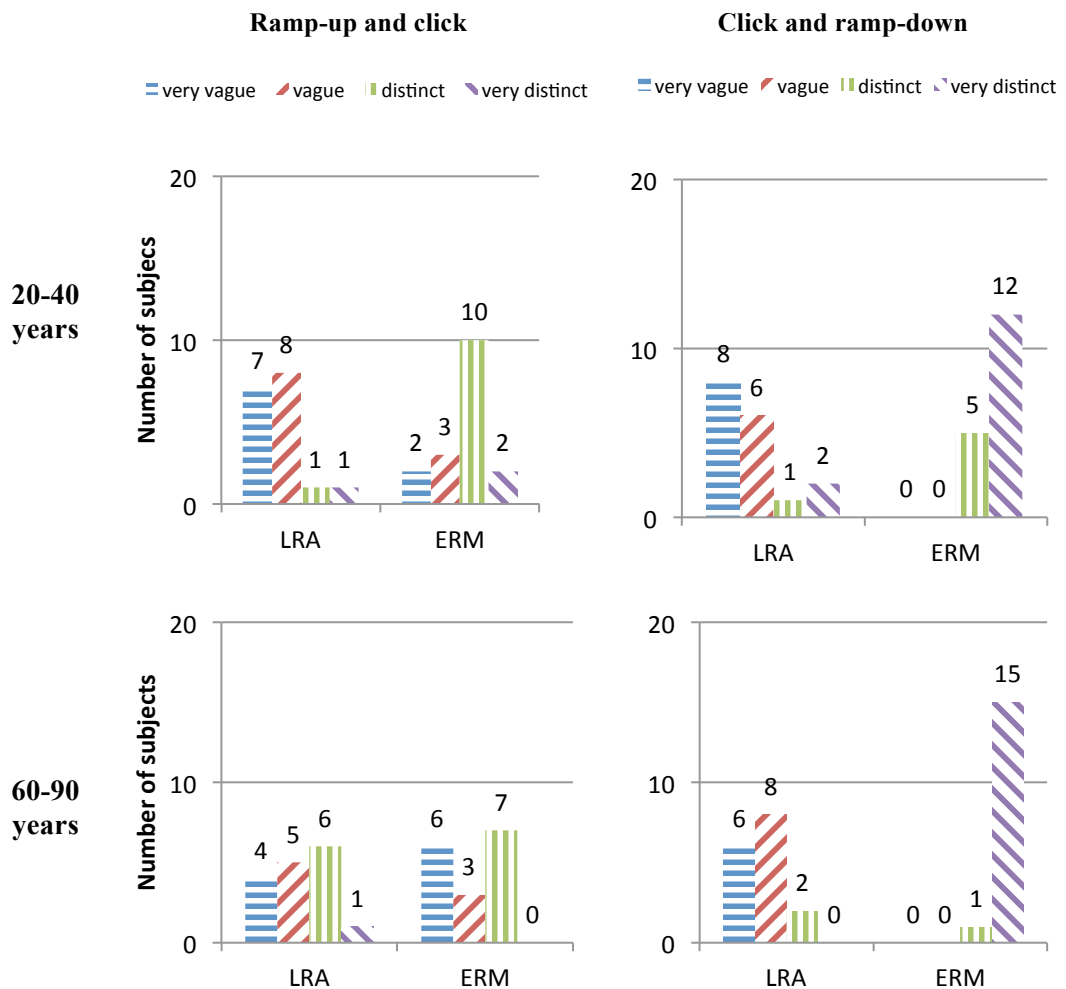 Ramp-up and click
Click and ramp-down
very vague vague distinct very distinct
very vague vague distinct very distinct
20-40
years
Number of subjecs
20
10
0
7
8
1
1
2
3
10
2
LRA
ERM
20
10
0
8
6
1
2
0
0
5
12
LRA
ERM
60-90
years
Number of subjects
20
10
0
4
5
6
1
6
3
7
0
LRA
ERM
20
10
0
6
8
2
0
0
0
1
15
LRA
ERM